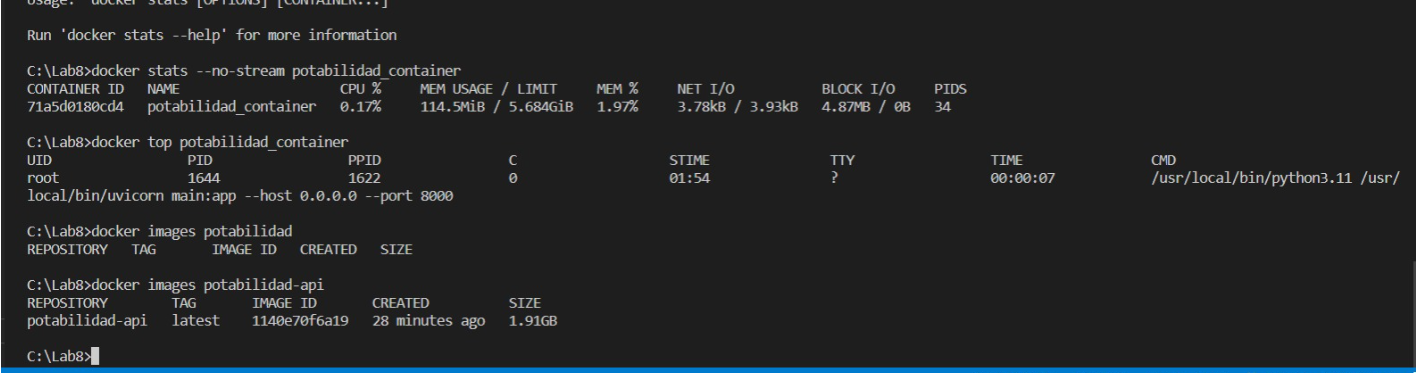 Usage:  docker stats [OPTIONS] [CONTAINER...]
Run 'docker stats --help' for more information
C:\Lab8>docker stats --no-stream potabilidad_container
CONTAINER ID   NAME                    CPU %     MEM USAGE / LIMIT     MEM %     NET I/O           BLOCK I/O     PIDS
71a5d0180cd4   potabilidad_container   0.17%     114.5MiB / 5.684GiB   1.97%     3.78kB / 3.93kB   4.87MB / 0B   34
C:\Lab8>docker top potabilidad_container
UID                 PID                 PPID                C                   STIME               TTY                 TIME                CMD
root                1644                1622                0                   01:54               ?                   00:00:07            /usr/local/bin/python3.11 /usr/
local/bin/uvicorn main:app --host 0.0.0.0 --port 8000
C:\Lab8>docker images potabilidad
REPOSITORY   TAG       IMAGE ID   CREATED   SIZE
C:\Lab8>docker images potabilidad-api
REPOSITORY        TAG       IMAGE ID       CREATED          SIZE
potabilidad-api   latest    1140e70f6a19   28 minutes ago   1.91GB
C:\Lab8>